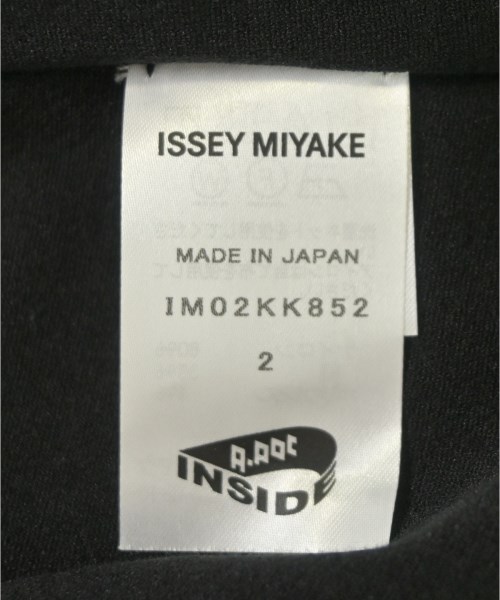 ISSEY MIYAKE
MADE IN JAPAN
IM02KK852
2
A-POC
INSIDE